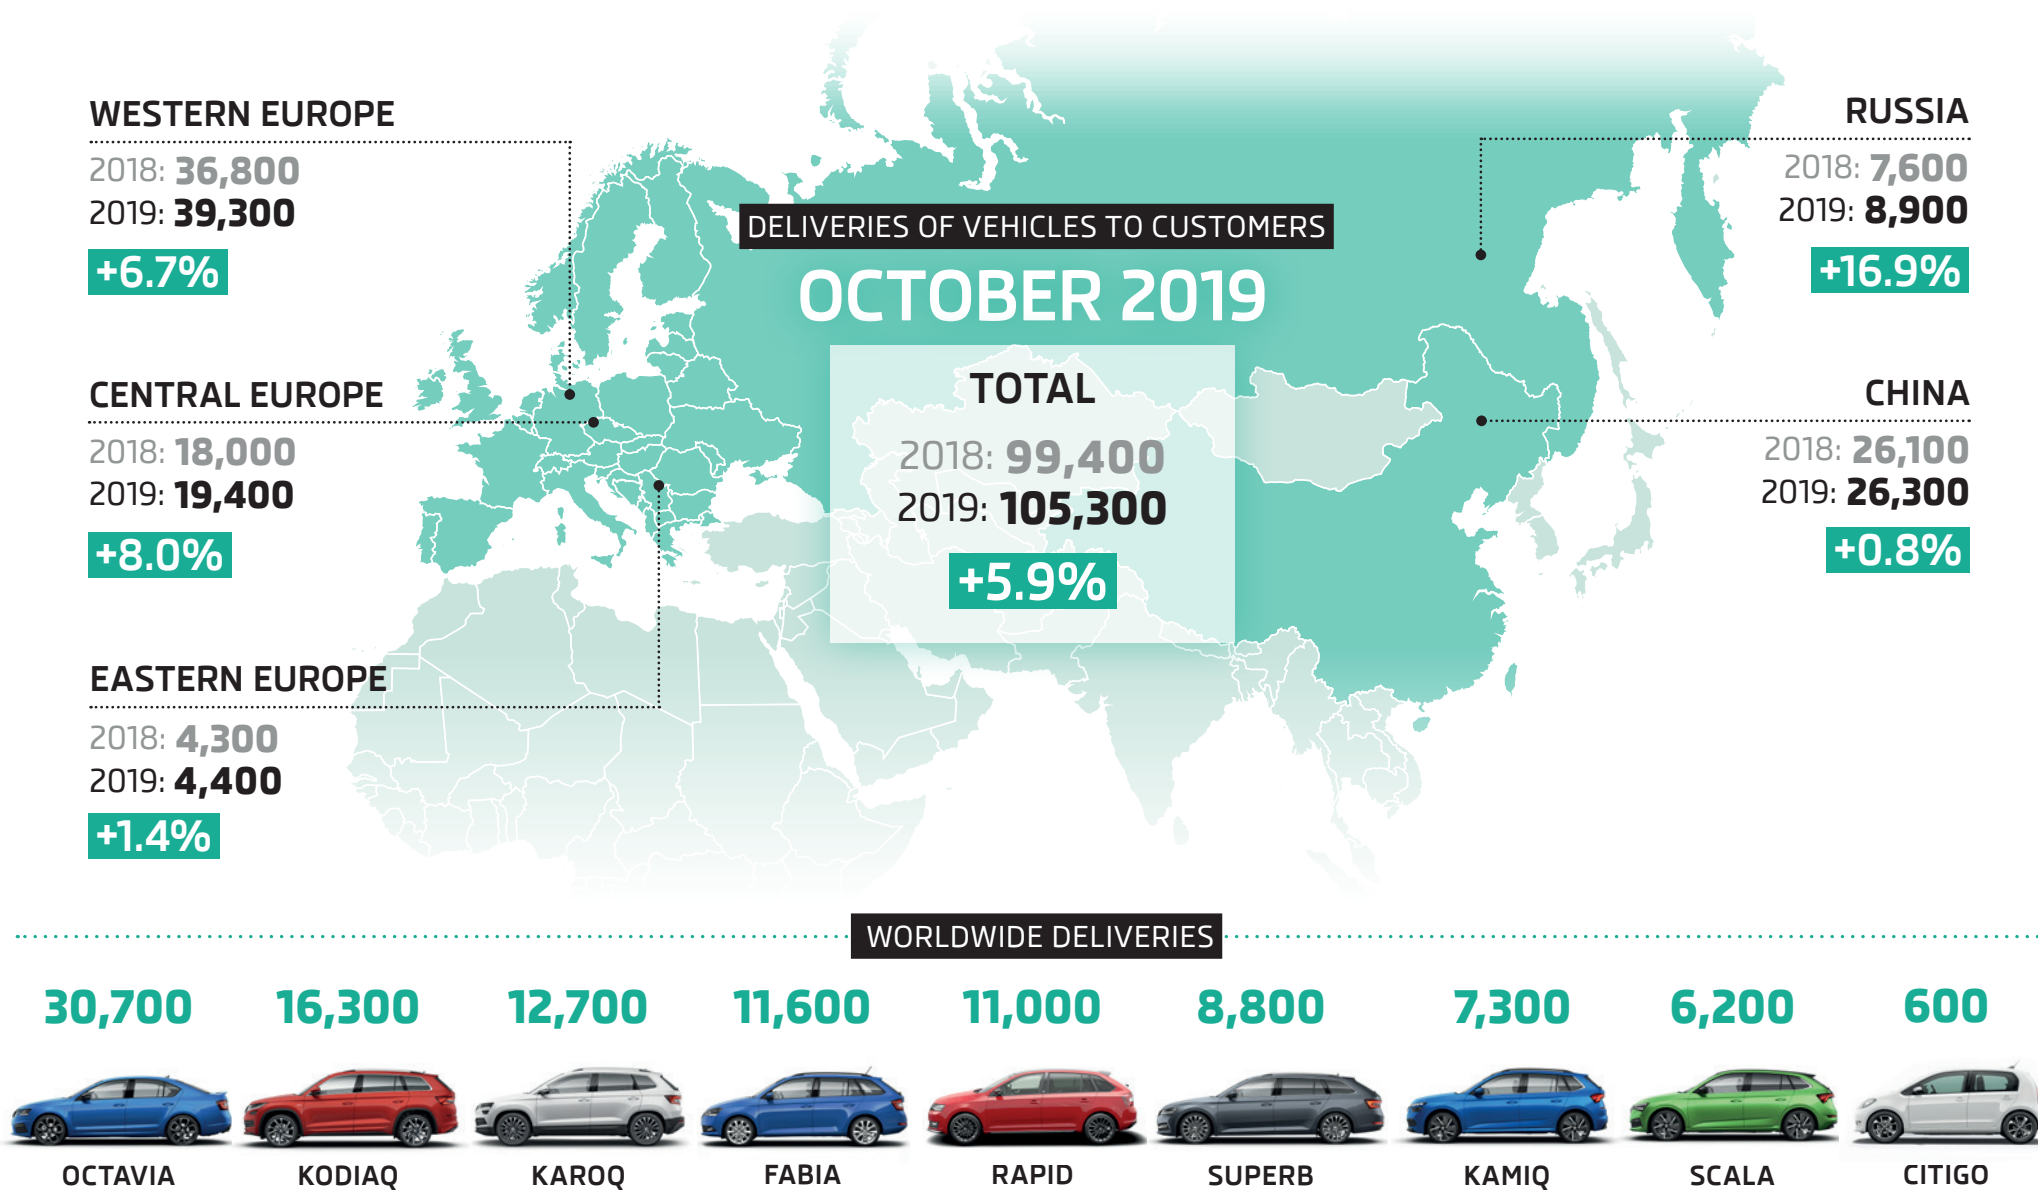 WESTERN EUROPE
2018: 36,800
2019: 39,300
+6.7%
CENTRAL EUROPE
2018: 18,000
2019: 19,400
+8.0%
EASTERN EUROPE
2018: 4,300
2019: 4,400
+1.4%
DELIVERIES OF VEHICLES TO CUSTOMERS
OCTOBER 2019
TOTAL
2018: 99,400
2019: 105,300
+5.9%
RUSSIA
2018: 7,600
2019: 8,900
+16.9%
CHINA
2018: 26,100
2019: 26,300
+0.8%
WORLDWIDE DELIVERIES
30,700 16,300 12,700 11,600 11,000 8,800 7,300 6,200 600
OCTAVIA KODIAQ KAROQ FABIA RAPID SUPERB KAMIQ SCALA CITIGO